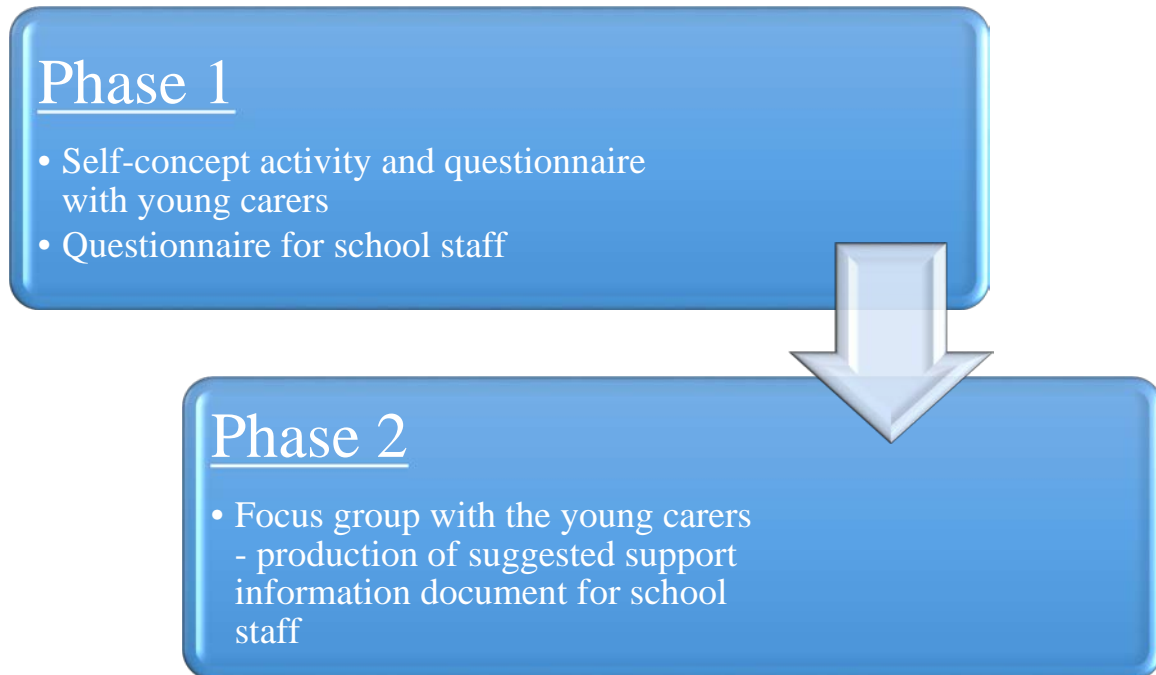 Phase 1
• Self-concept activity and questionnaire
with young carers
• Questionnaire for school staff
Phase 2
• Focus group with the young carers
- production of suggested support
information document for school
staff